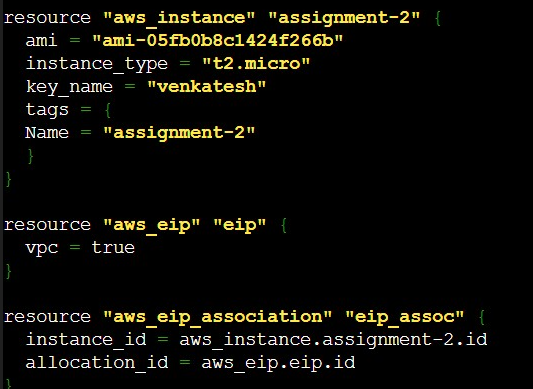 resource "aws_instance" "assignment-2" {
  ami = "ami-05fb0b8c1424f266b"
  instance_type = "t2.micro"
  key_name = "venkatesh"
  tags = {
  Name = "assignment-2"
  }
}

resource "aws_eip" "eip" {
  vpc = true
}

resource "aws_eip_association" "eip_assoc" {
  instance_id = aws_instance.assignment-2.id
  allocation_id = aws_eip.eip.id
}